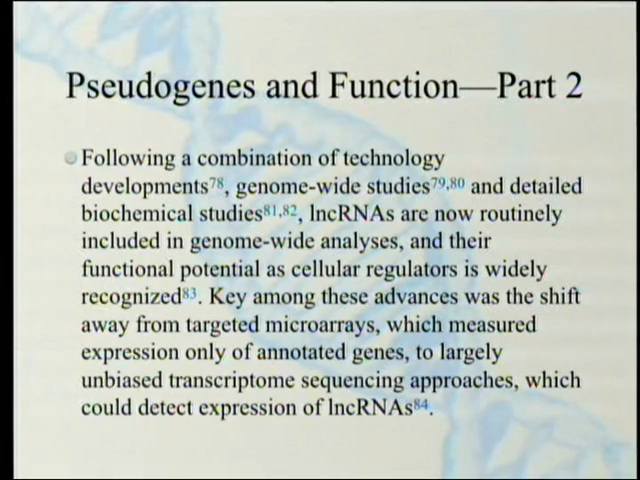 Pseudogenes and Function—Part 2
Following a combination of technology
developments78, genome-wide studies79,80 and detailed
biochemical studies81,82, lncRNAs are now routinely
included in genome-wide analyses, and their
functional potential as cellular regulators is widely
recognized83. Key among these advances was the shift
away from targeted microarrays, which measured
expression only of annotated genes, to largely
unbiased transcriptome sequencing approaches, which
could detect expression of lncRNAs84.